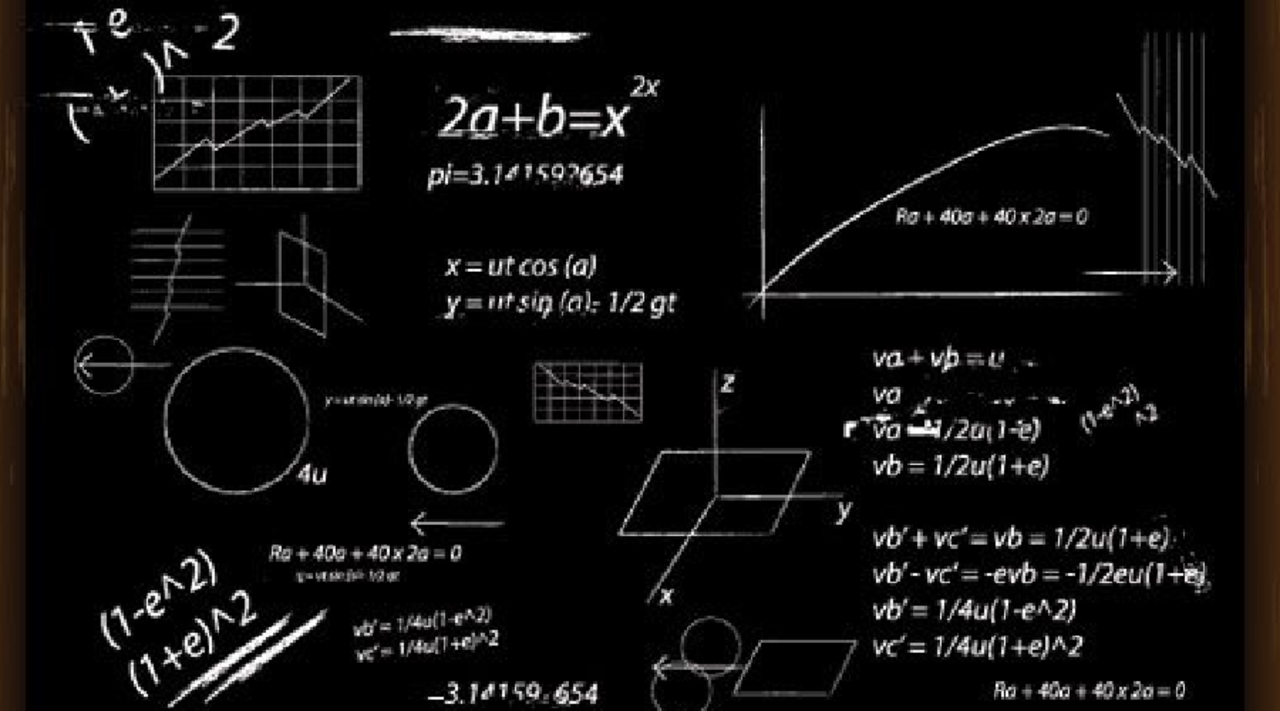 +e
)^ 2
(
2a+b=x^2x
pi=3.141592654
Ra + 40a + 40 x 2a = 0
x = ut cos (a)
y = ut sin (a)- 1/2 gt
y = ut sin (a)- 1/2 gt
4u
z
y
x
va + vb = u
va
va = 1/2u(1-e)
vb = 1/2u(1+e)
(1-e^2)
^2
vb' + vc' = vb = 1/2u(1+e)
vb' - vc' = -evb = -1/2eu(1+e)
vb' = 1/4u(1-e^2)
vc' = 1/4u(1+e)^2
Ra + 40a + 40 x 2a = 0
y = ut sin (a)- 1/2 gt
(1-e^2)
(1+e)^2
vb' = 1/4u(1-e^2)
vc' = 1/4u(1+e)^2
–3.14159 654
Ra + 40a + 40 x 2a = 0